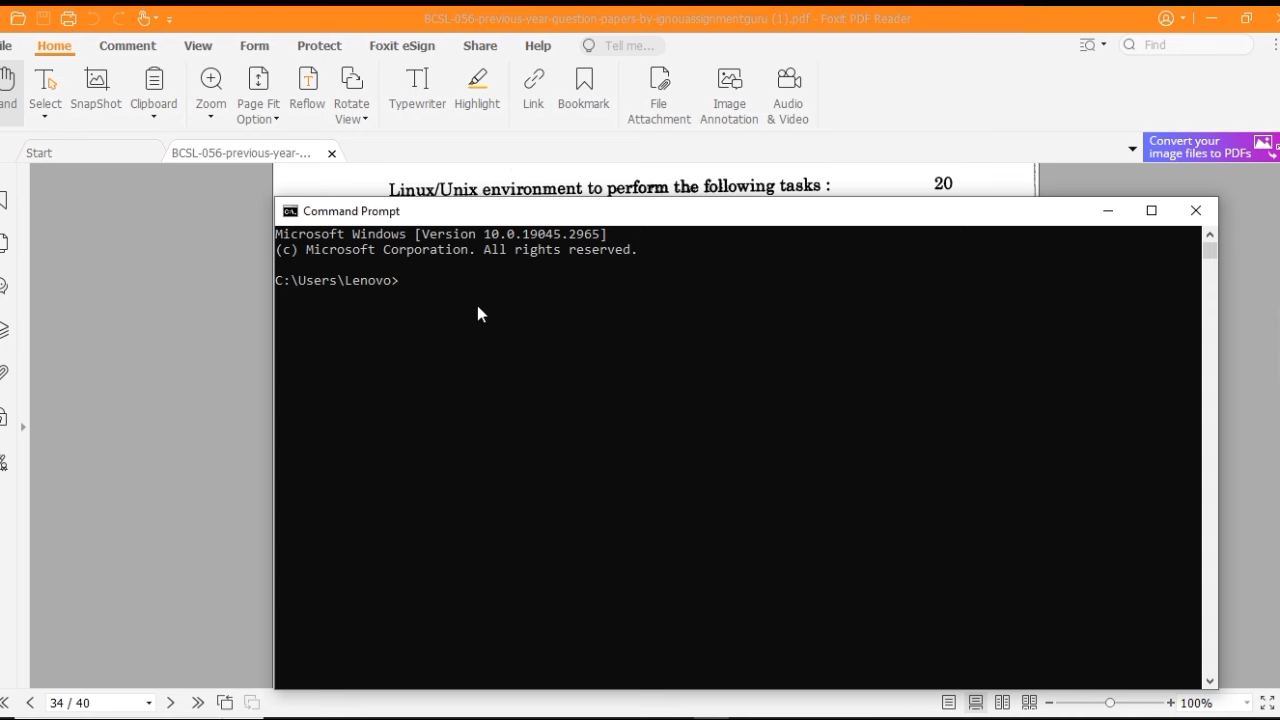 BCSL-056-previous-year-question-papers-by-ignouassignmentguru (1).pdf - Foxit PDF Reader
ile Home Comment View Form Protect Foxit eSign Share Help Tell me... Find
and Select SnapShot Clipboard Zoom Page Fit Option Reflow Rotate View Typewriter Highlight Link Bookmark File Attachment Image Annotation Audio & Video
Start BCSL-056-previous-year-...
Convert your
image files to PDFs
Linux/Unix environment to perform the following tasks : 20
Command Prompt
Microsoft Windows [Version 10.0.19045.2965]
(c) Microsoft Corporation. All rights reserved.
C:\Users\Lenovo>
34 / 40 100%